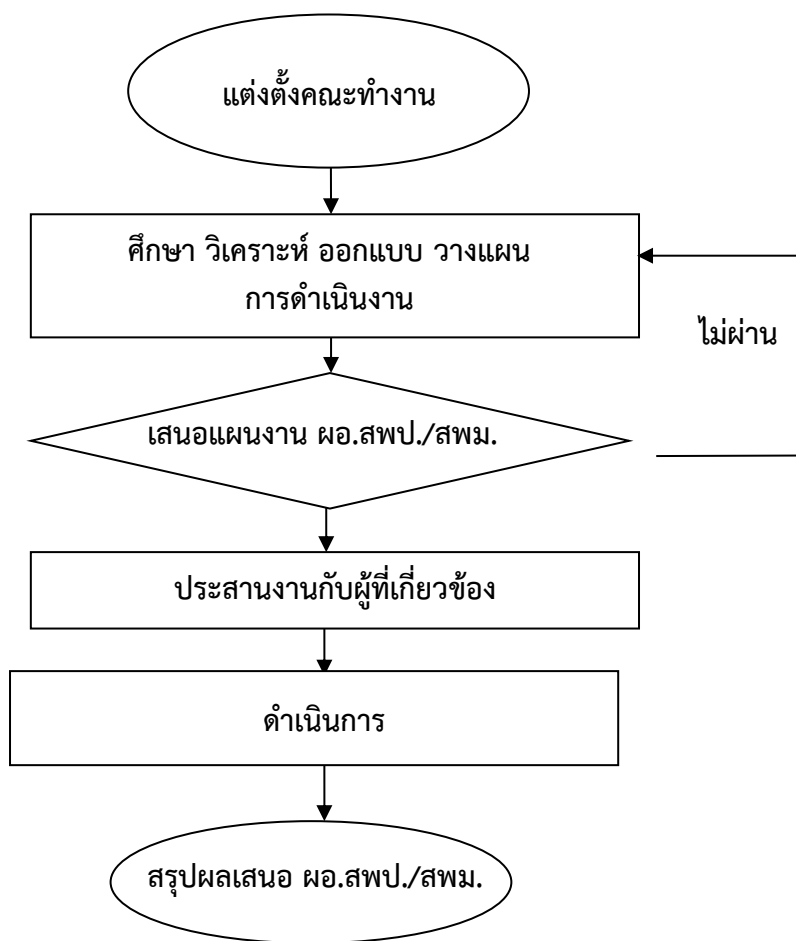 แต่งตั้งคณะทำงาน
ศึกษา วิเคราะห์ ออกแบบ วางแผน
การดำเนินงาน
ไม่ผ่าน
เสนอแผนงาน ผอ.สพป./สพม.
ประสานงานกับผู้ที่เกี่ยวข้อง
ดำเนินการ
สรุปผลเสนอ ผอ.สพป./สพม.